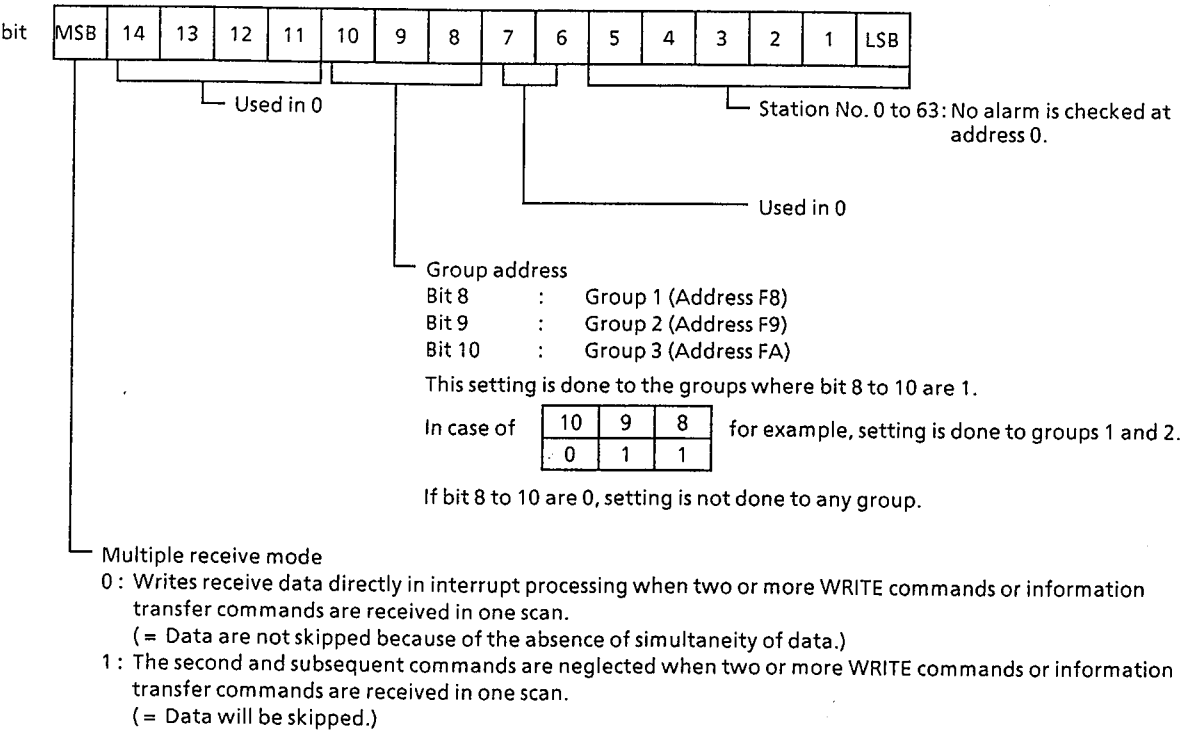 bit MSB 14 13 12 11 10 9 8 7 6 5 4 3 2 1 LSB
Used in 0
Station No. 0 to 63: No alarm is checked at
address 0.
Used in 0
Group address
Bit 8 : Group 1 (Address F8)
Bit 9 : Group 2 (Address F9)
Bit 10 : Group 3 (Address FA)
This setting is done to the groups where bit 8 to 10 are 1.
In case of 10 9 8 for example, setting is done to groups 1 and 2.
0 1 1
If bit 8 to 10 are 0, setting is not done to any group.
Multiple receive mode
0 : Writes receive data directly in interrupt processing when two or more WRITE commands or information
transfer commands are received in one scan.
( = Data are not skipped because of the absence of simultaneity of data.)
1 : The second and subsequent commands are neglected when two or more WRITE commands or information
transfer commands are received in one scan.
( = Data will be skipped.)